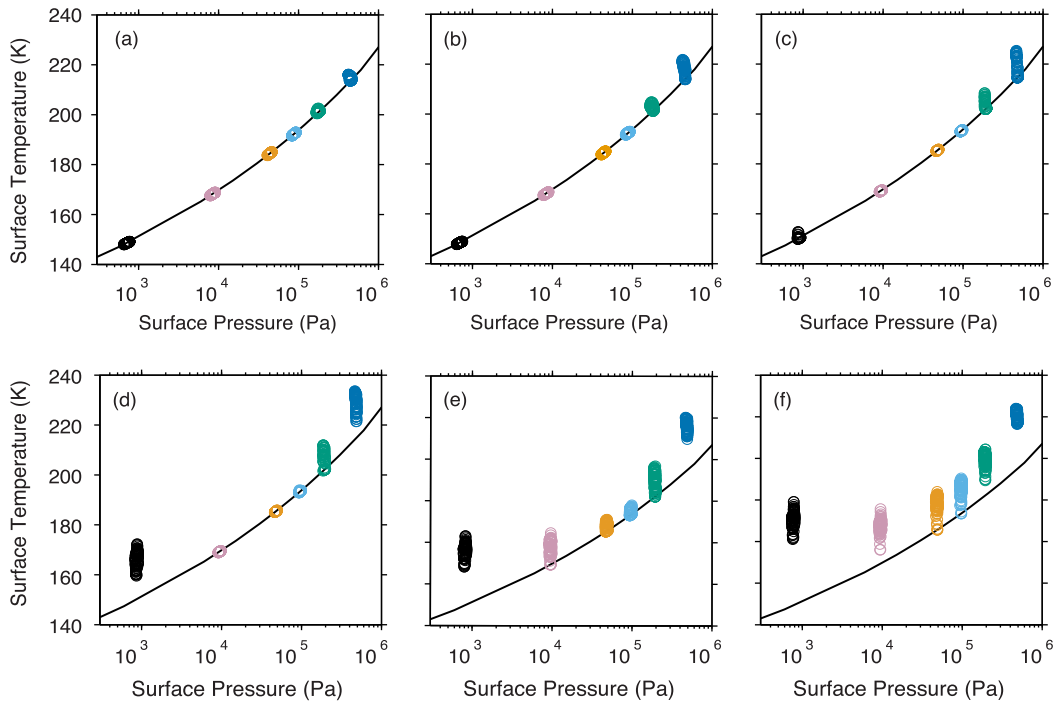 240
220
200
180
160
140
Surface Temperature (K)
(a)
(b)
(c)
10^3 10^4 10^5 10^6
10^3 10^4 10^5 10^6
10^3 10^4 10^5 10^6
Surface Pressure (Pa)
Surface Pressure (Pa)
Surface Pressure (Pa)
240
220
200
180
160
140
Surface Temperature (K)
(d)
(e)
(f)
10^3 10^4 10^5 10^6
10^3 10^4 10^5 10^6
10^3 10^4 10^5 10^6
Surface Pressure (Pa)
Surface Pressure (Pa)
Surface Pressure (Pa)